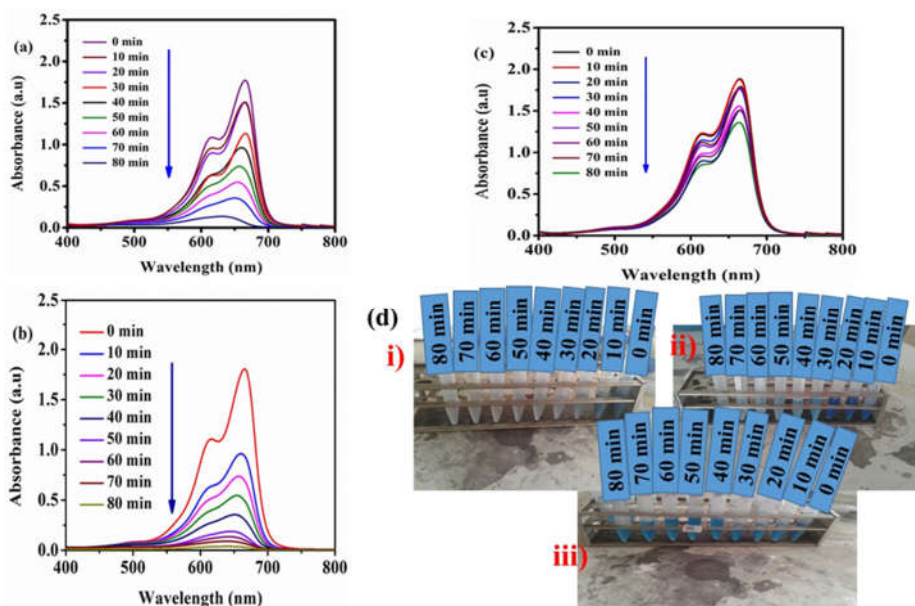 (a)
0 min
10 min
20 min
30 min
40 min
50 min
60 min
70 min
80 min
Absorbance (a.u)
2.5
2.0
1.5
1.0
0.5
0.0
400 500 600 700 800
Wavelength (nm)
(c)
0 min
10 min
20 min
30 min
40 min
50 min
60 min
70 min
80 min
Absorbance (a.u)
2.5
2.0
1.5
1.0
0.5
0.0
400 500 600 700 800
Wavelength (nm)
(b)
0 min
10 min
20 min
30 min
40 min
50 min
60 min
70 min
80 min
Absorbance (a.u)
2.5
2.0
1.5
1.0
0.5
0.0
400 500 600 700 800
Wavelength (nm)
(d)
i)
80 min
70 min
60 min
50 min
40 min
30 min
20 min
10 min
0 min
ii)
80 min
70 min
60 min
50 min
40 min
30 min
20 min
10 min
0 min
iii)
80 min
70 min
60 min
50 min
40 min
30 min
20 min
10 min
0 min